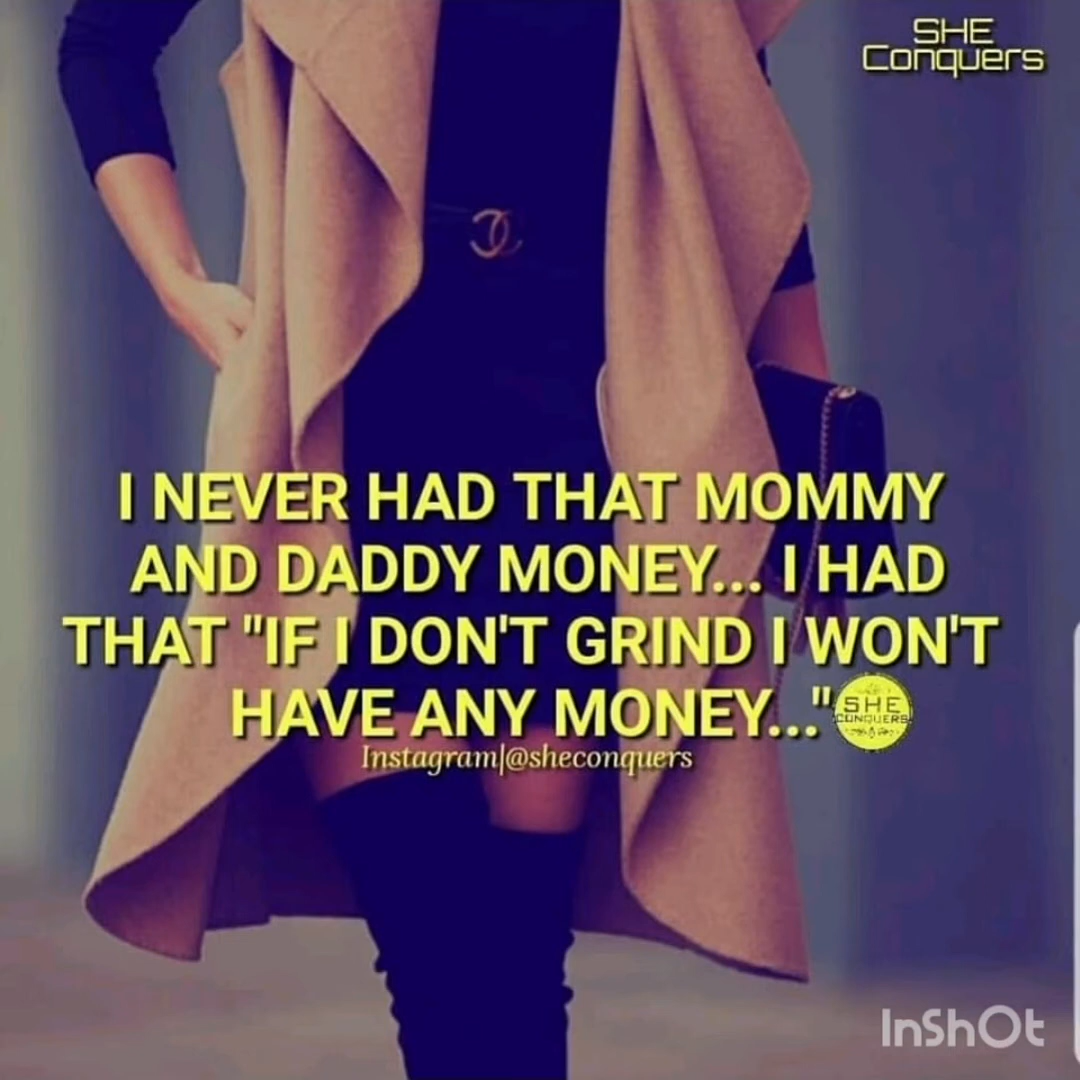 SHE
Conquers
I NEVER HAD THAT MOMMY
AND DADDY MONEY... I HAD
THAT "IF I DON'T GRIND I WON'T
HAVE ANY MONEY..."
SHE
CONQUERS
Instagram|@sheconquers
InShOt